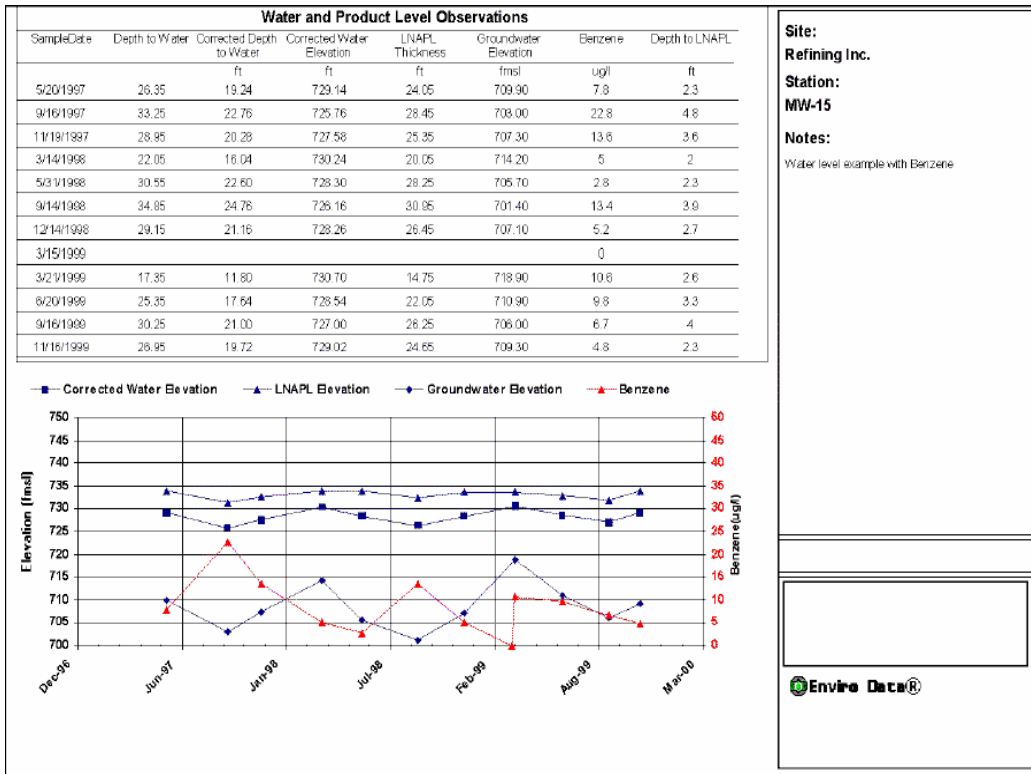 Water and Product Level Observations
SampleDate Depth to Water Corrected Depth to Water Corrected Water Elevation LNAPL Thickness Groundwater Elevation Benzene Depth to LNAPL
ft ft ft fmsl ug/l ft
5/20/1997 26.35 19.24 729.14 24.05 709.90 7.8 2.3
9/16/1997 33.25 22.76 725.76 28.45 703.00 22.8 4.8
11/19/1997 28.95 20.28 727.58 25.35 707.30 13.6 3.6
3/14/1998 22.05 16.04 730.24 20.05 714.20 5 2
5/31/1998 30.55 22.60 728.30 28.25 705.70 2.8 2.3
9/14/1998 34.85 24.76 726.16 30.95 701.40 13.4 3.9
12/14/1998 29.15 21.16 728.26 26.45 707.10 5.2 2.7
3/15/1999 0
3/21/1999 17.35 11.80 730.70 14.75 718.90 10.6 2.6
6/20/1999 25.35 17.64 728.54 22.05 710.90 9.8 3.3
9/16/1999 30.25 21.00 727.00 26.25 706.00 6.7 4
11/16/1999 26.95 19.72 729.02 24.65 709.30 4.8 2.3
Corrected Water Elevation LNAPL Elevation Groundwater Elevation Benzene
Elevation (fmsl)
750
745
740
735
730
725
720
715
710
705
700
50
45
40
35
30
25
20
15
10
5
0
Benzene(ug/l)
Dec-96 Jun-97 Jan-98 Jul-98 Feb-99 Aug-99 Mar-00
Site:
Refining Inc.
Station:
MW-15
Notes:
Water level example with Benzene
Enviro Data®